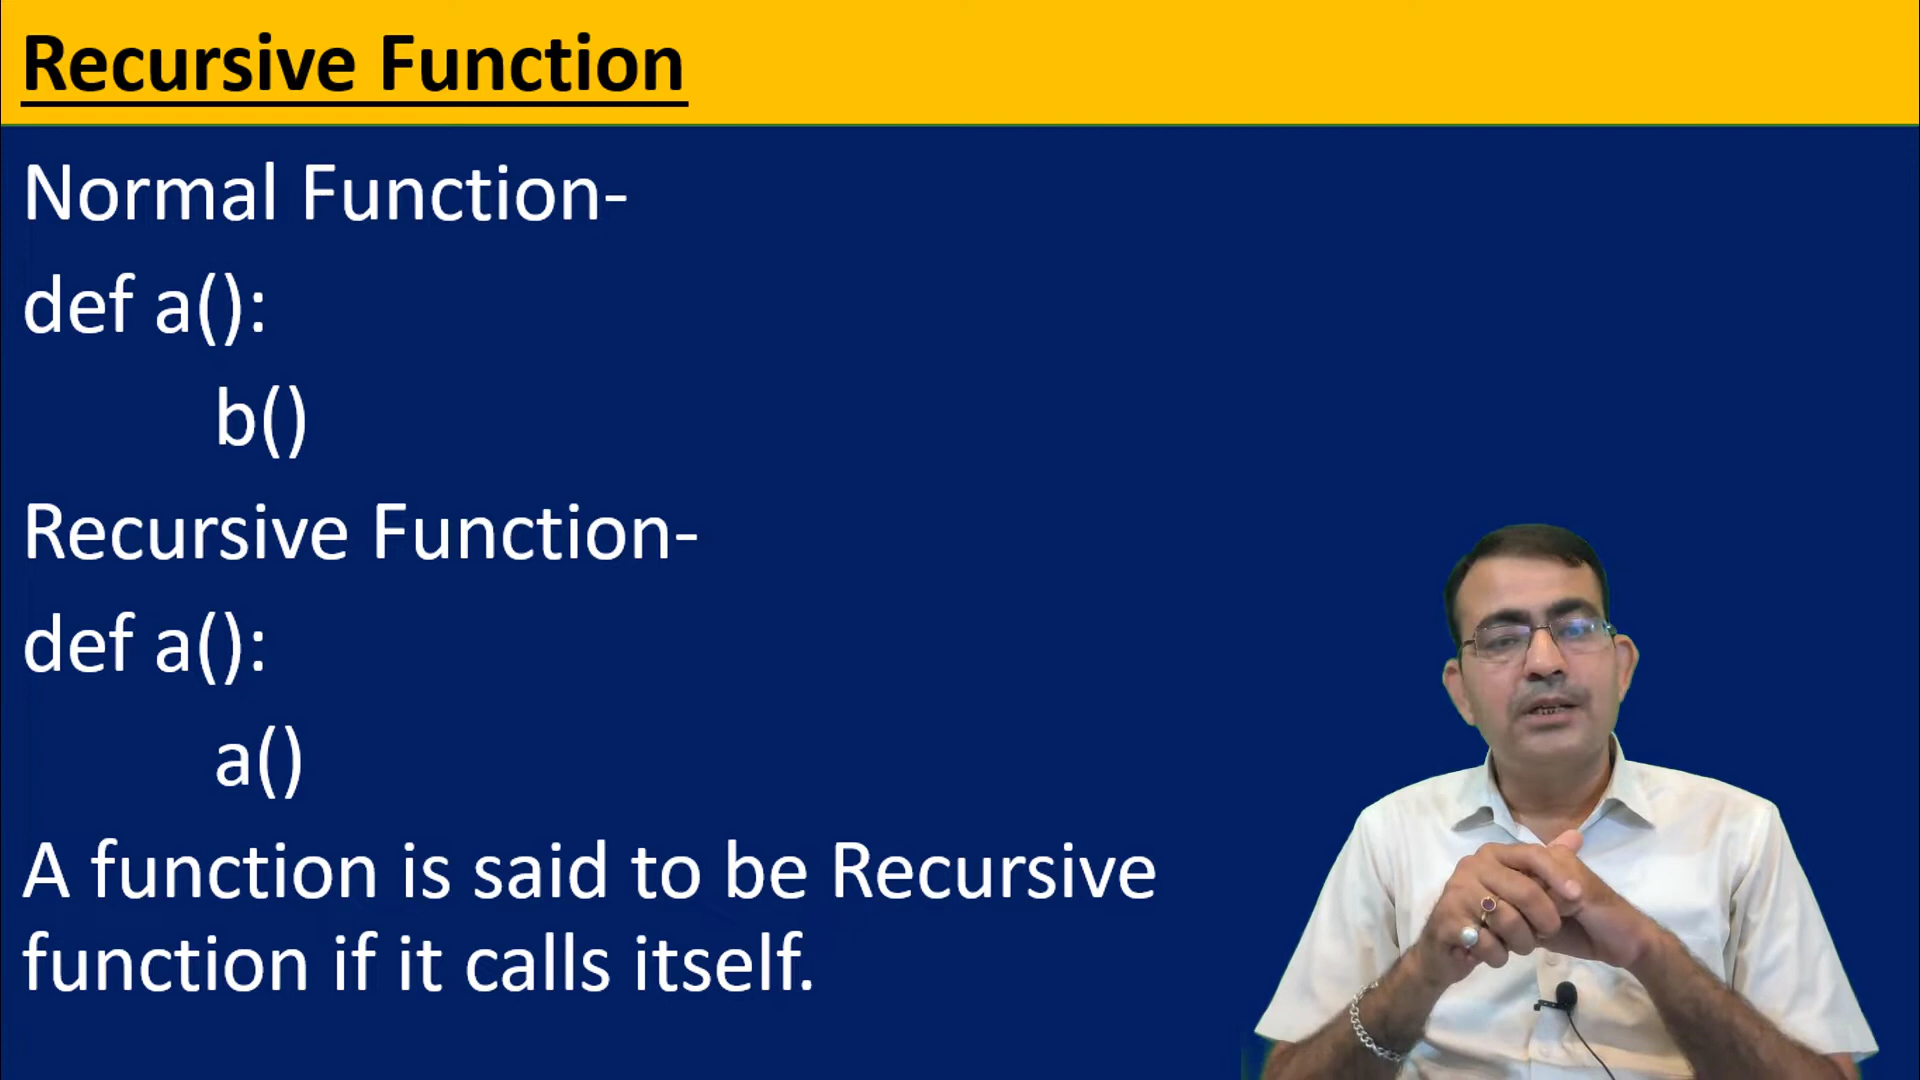 Recursive Function
Normal Function-
def a():
b()
Recursive Function-
def a():
a()
A function is said to be Recursive
function if it calls itself.